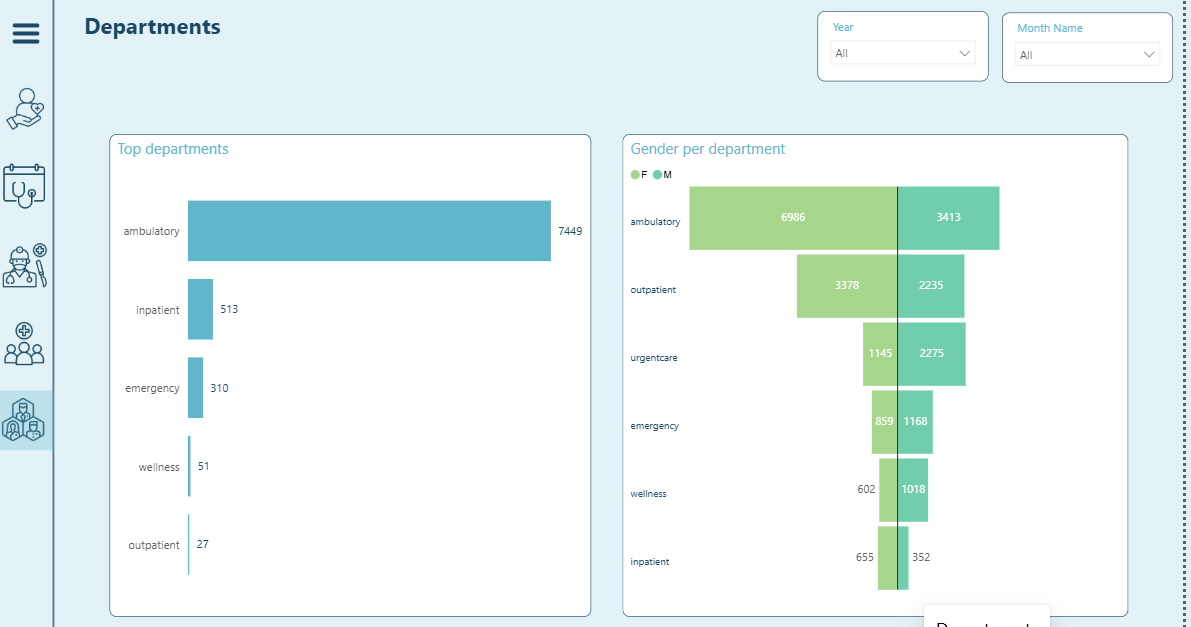 Departments
Year
All
Month Name
All
Top departments
ambulatory 7449
inpatient 513
emergency 310
wellness 51
outpatient 27
Gender per department
F M
ambulatory 6986 3413
outpatient 3378 2235
urgentcare 1145 2275
emergency 859 1168
wellness 602 1018
inpatient 655 352